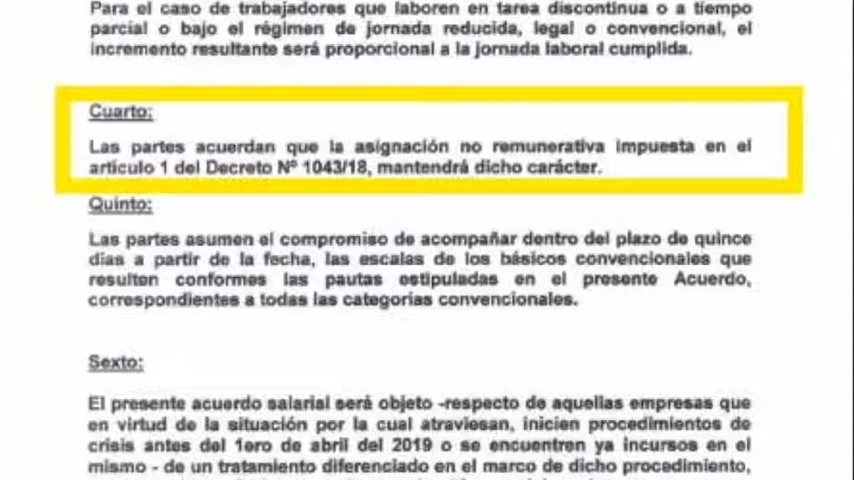 Para el caso de trabajadores que laboren en tarea discontinua o a tiempo
parcial o bajo el régimen de jornada reducida, legal o convencional, el
incremento resultante será proporcional a la jornada laboral cumplida.
Cuarto:
Las partes acuerdan que la asignación no remunerativa impuesta en el
artículo 1 del Decreto Nº 1043/18, mantendrá dicho carácter.
Quinto:
Las partes asumen el compromiso de acompañar dentro del plazo de quince
días a partir de la fecha, las escalas de los básicos convencionales que
resulten conformes las pautas estipuladas en el presente Acuerdo,
correspondientes a todas las categorías convencionales.
Sexto:
El presente acuerdo salarial será objeto -respecto de aquellas empresas que
en virtud de la situación por la cual atraviesan, inicien procedimientos de
crisis antes del 1ero de abril del 2019 o se encuentren ya incursos en el
mismo - de un tratamiento diferenciado en el marco de dicho procedimiento,